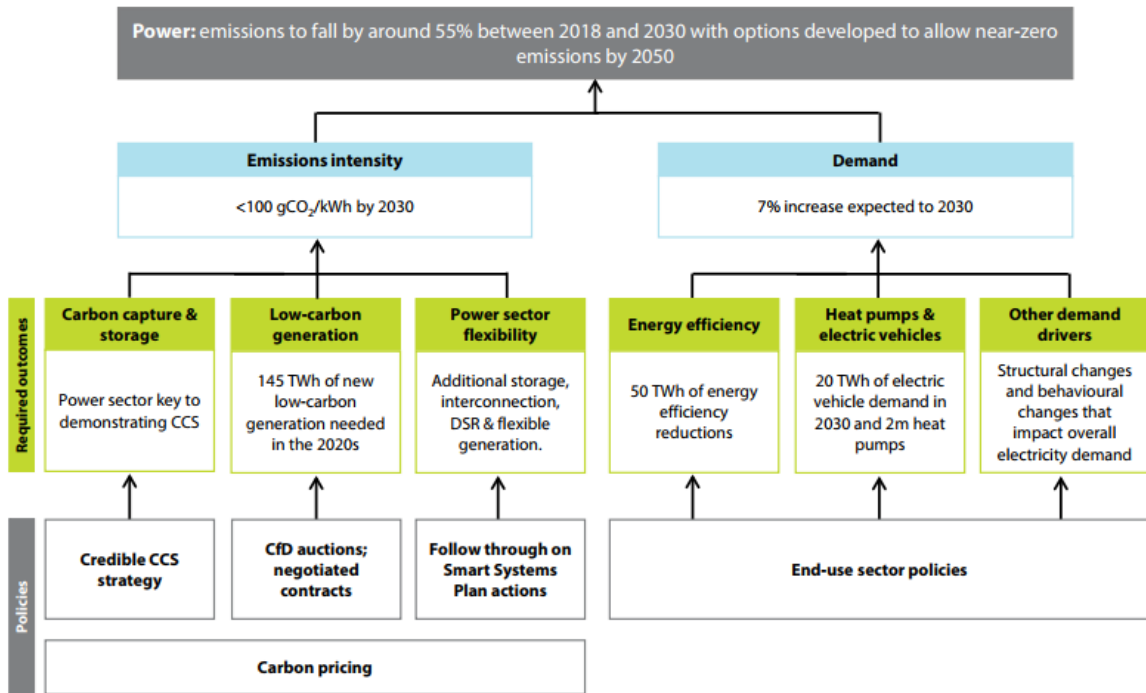 Power: emissions to fall by around 55% between 2018 and 2030 with options developed to allow near-zero
emissions by 2050
Emissions intensity
<100 gCO₂/kWh by 2030
Demand
7% increase expected to 2030
Required outcomes
Carbon capture &
storage
Power sector key to
demonstrating CCS
Low-carbon
generation
145 TWh of new
low-carbon
generation needed
in the 2020s
Power sector
flexibility
Additional storage,
interconnection,
DSR & flexible
generation.
Energy efficiency
50 TWh of energy
efficiency
reductions
Heat pumps &
electric vehicles
20 TWh of electric
vehicle demand in
2030 and 2m heat
pumps
Other demand
drivers
Structural changes
and behavioural
changes that
impact overall
electricity demand
Policies
Credible CCS
strategy
CfD auctions;
negotiated
contracts
Follow through on
Smart Systems
Plan actions
End-use sector policies
Carbon pricing